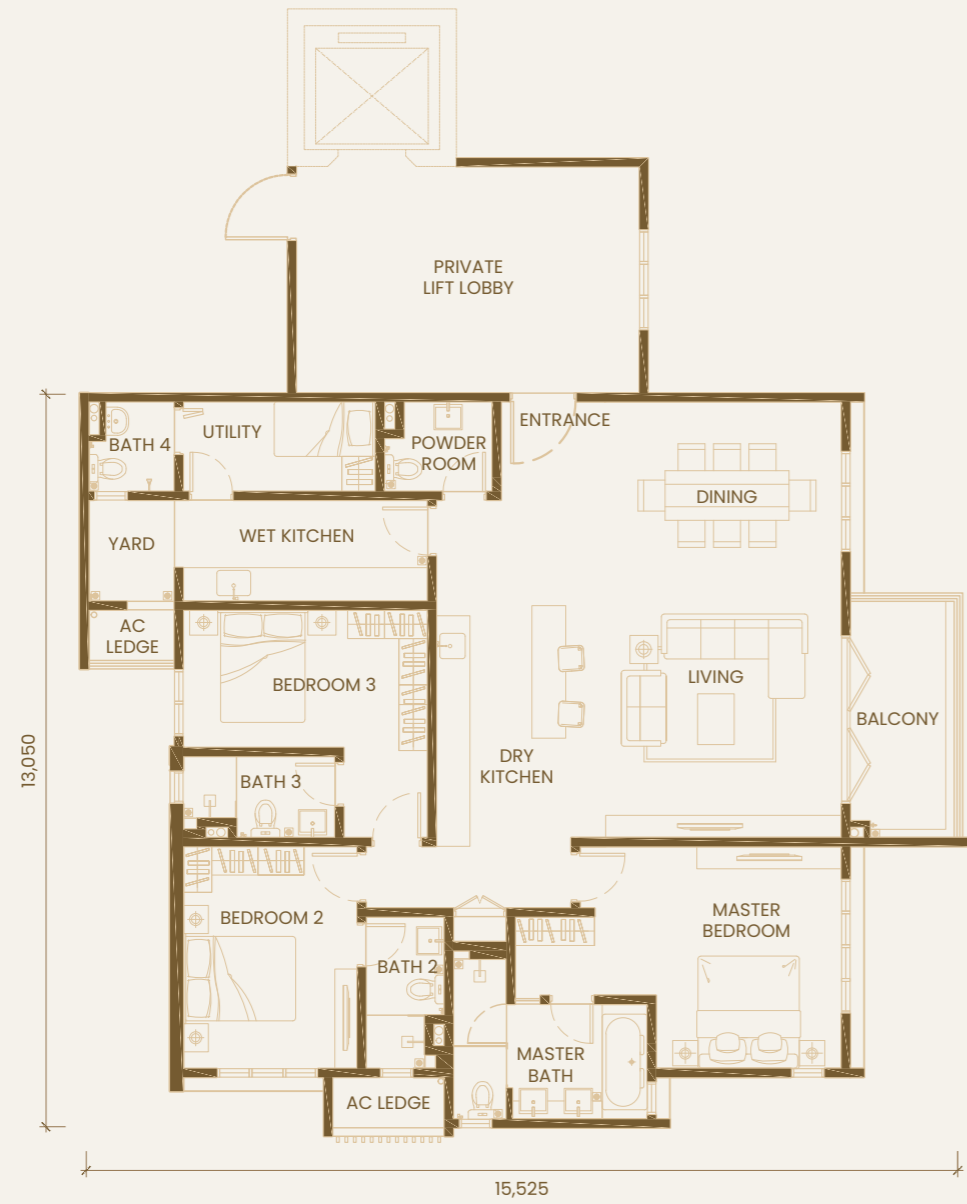 PRIVATE
LIFT LOBBY
ENTRANCE
BATH 4
UTILITY
POWDER
ROOM
DINING
YARD
WET KITCHEN
AC
LEDGE
BEDROOM 3
LIVING
BALCONY
DRY
KITCHEN
BATH 3
13,050
BEDROOM 2
MASTER
BEDROOM
BATH 2
MASTER
BATH
AC LEDGE
15,525